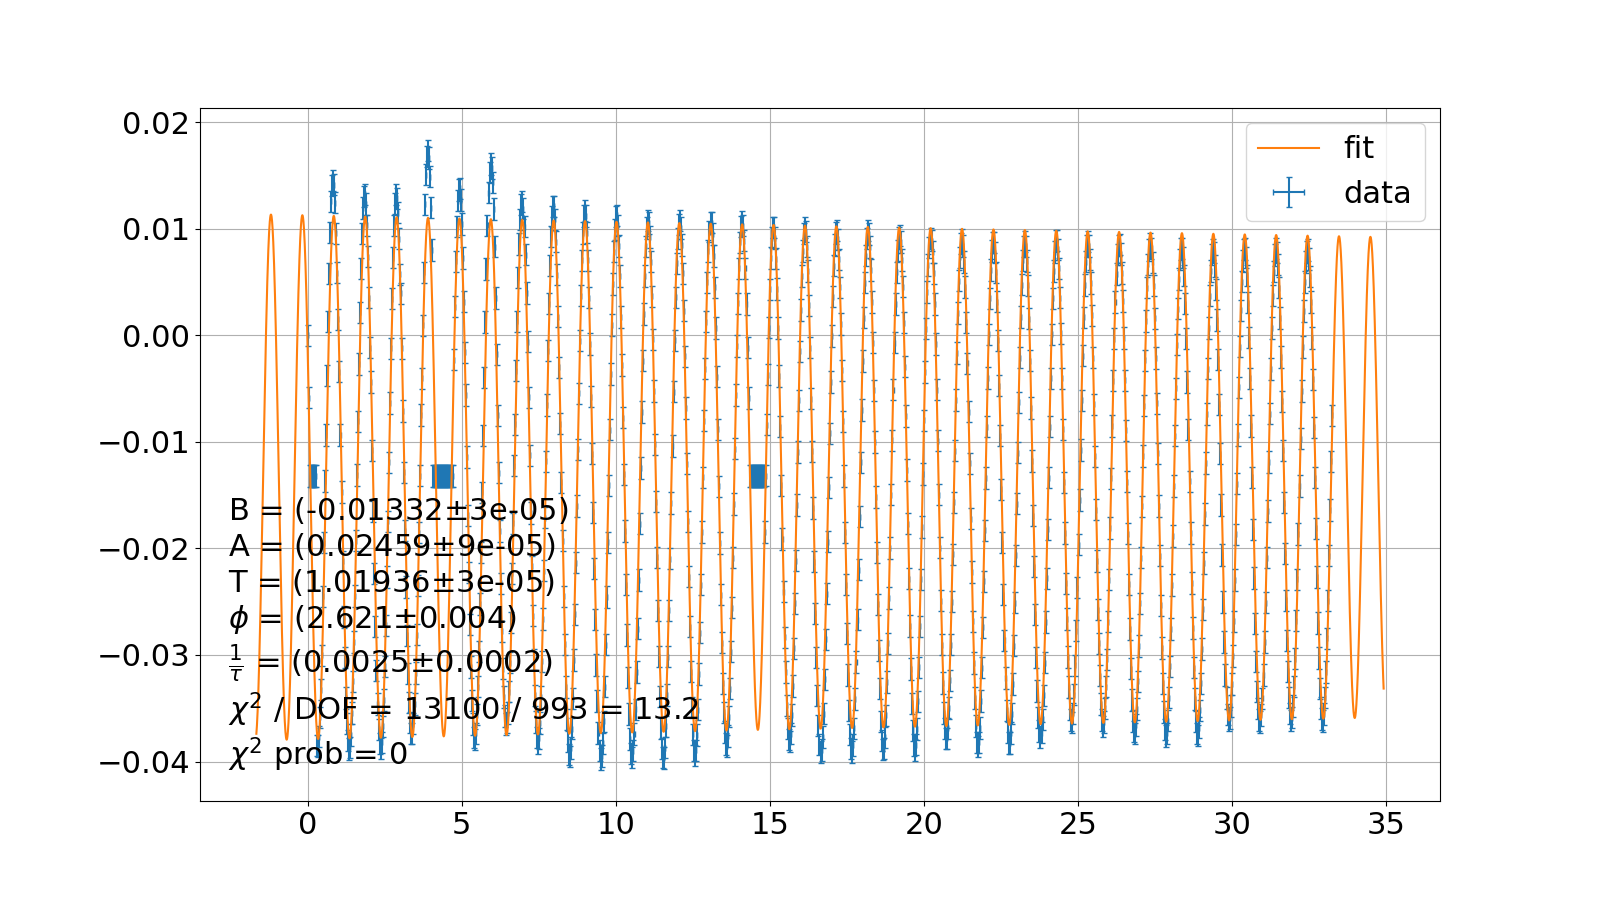 0.02
0.01
0.00
−0.01
−0.02
−0.03
−0.04
fit
data
B = (-0.01332±3e-05)
A = (0.02459±9e-05)
T = (1.01936±3e-05)
ϕ = (2.621±0.004)
1/τ = (0.0025±0.0002)
χ² / DOF = 13100 / 993 = 13.2
χ² prob = 0
0 5 10 15 20 25 30 35